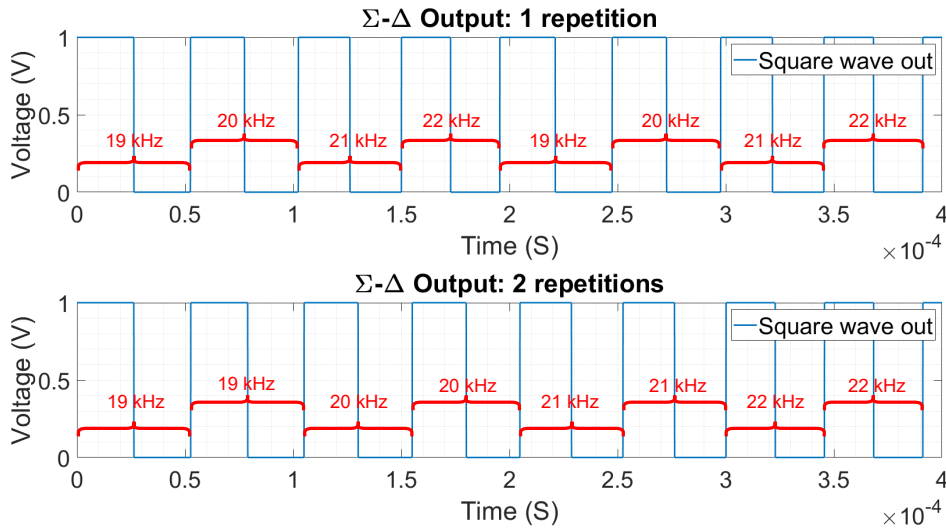 Σ-Δ Output: 1 repetition
Voltage (V)
1
0.5
0
Square wave out
19 kHz
20 kHz
21 kHz
22 kHz
19 kHz
20 kHz
21 kHz
22 kHz
0
0.5
1
1.5
2
2.5
3
3.5
4
Time (S)
×10-4
Σ-Δ Output: 2 repetitions
Voltage (V)
1
0.5
0
Square wave out
19 kHz
19 kHz
20 kHz
20 kHz
21 kHz
21 kHz
22 kHz
22 kHz
0
0.5
1
1.5
2
2.5
3
3.5
4
Time (S)
×10-4